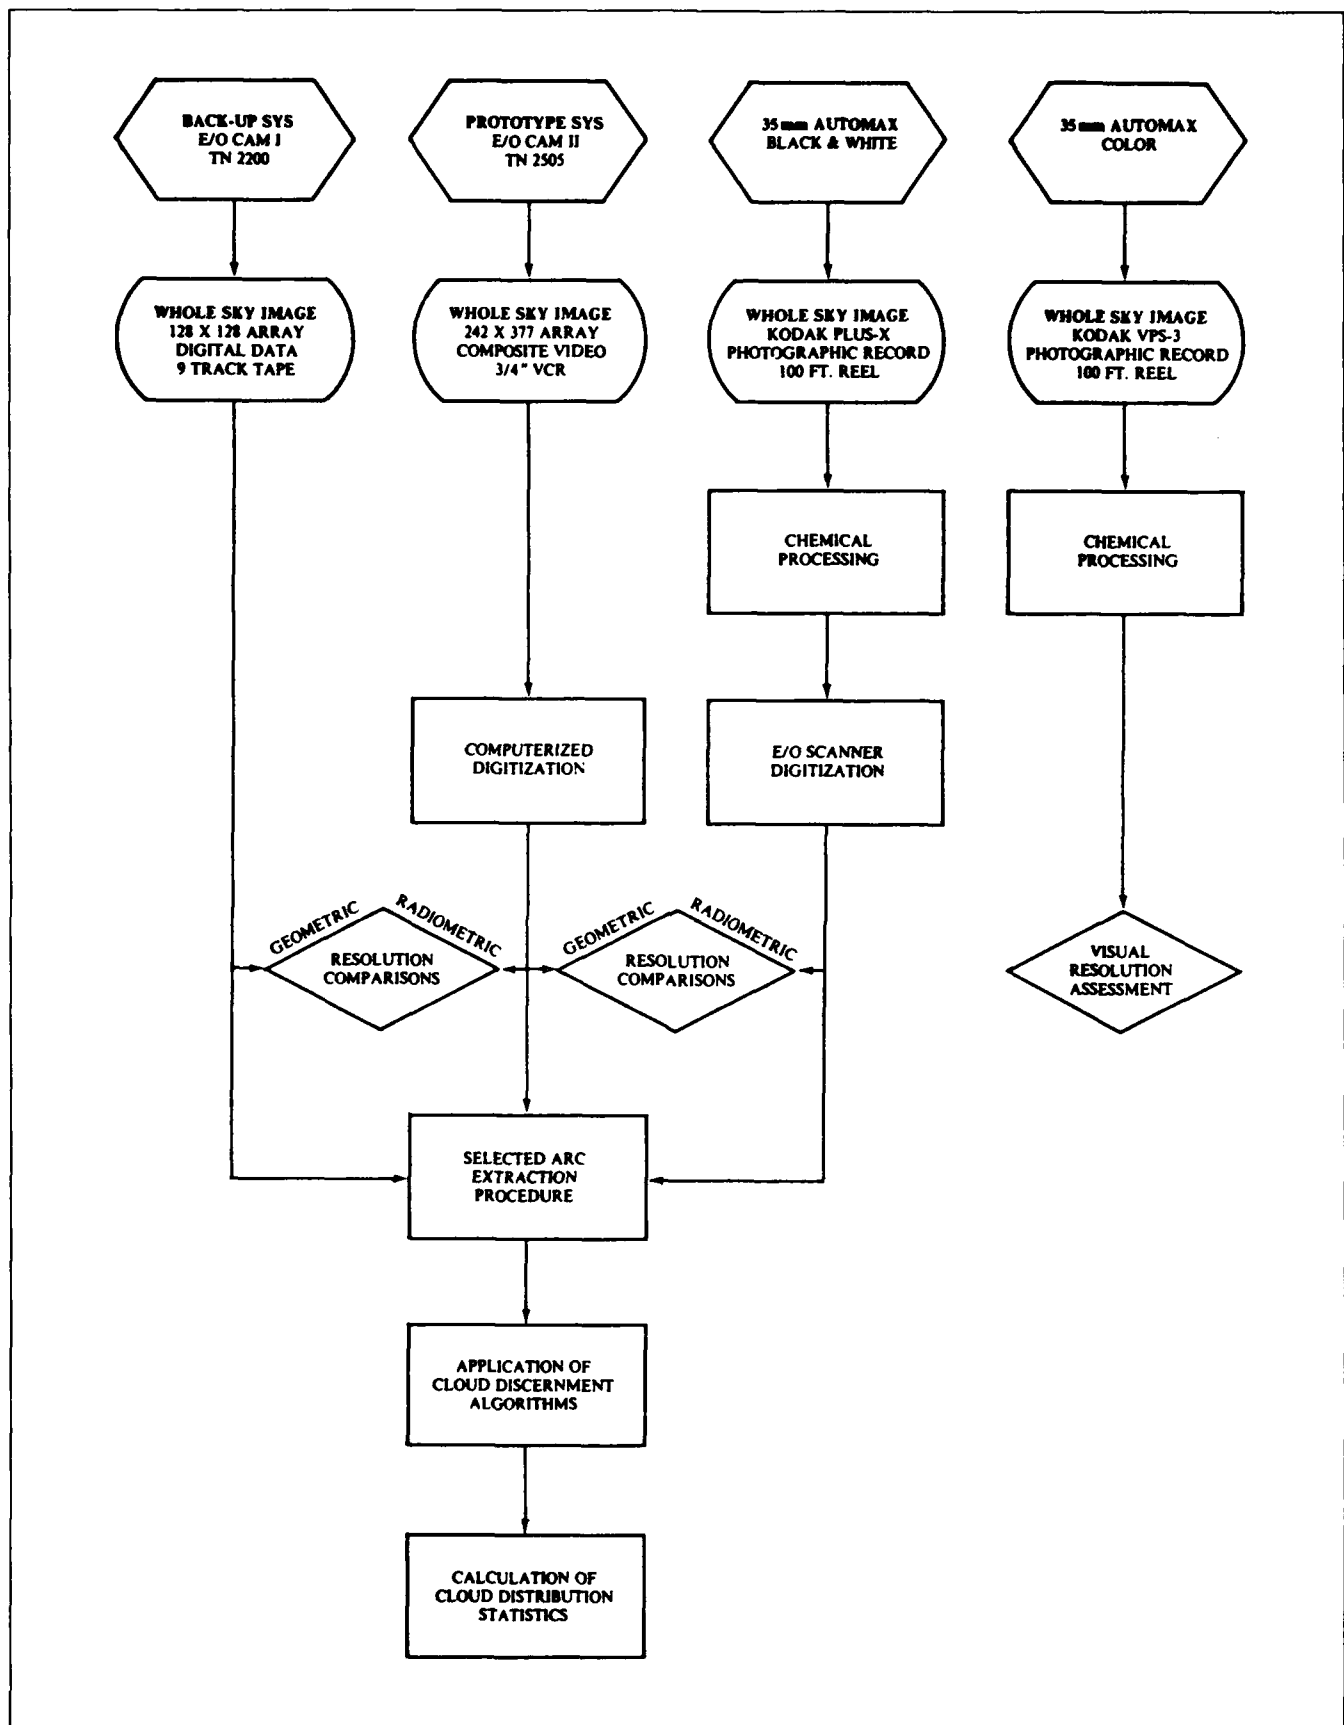 BACK-UP SYS
E/O CAM I
TN 2200
PROTOTYPE SYS
E/O CAM II
TN 2505
35mm AUTOMAX
BLACK & WHITE
35mm AUTOMAX
COLOR
WHOLE SKY IMAGE
128 X 128 ARRAY
DIGITAL DATA
9 TRACK TAPE
WHOLE SKY IMAGE
242 X 377 ARRAY
COMPOSITE VIDEO
3/4" VCR
WHOLE SKY IMAGE
KODAK PLUS-X
PHOTOGRAPHIC RECORD
100 FT. REEL
WHOLE SKY IMAGE
KODAK VPS-3
PHOTOGRAPHIC RECORD
100 FT. REEL
CHEMICAL
PROCESSING
CHEMICAL
PROCESSING
COMPUTERIZED
DIGITIZATION
E/O SCANNER
DIGITIZATION
GEOMETRIC
RADIOMETRIC
RESOLUTION
COMPARISONS
GEOMETRIC
RADIOMETRIC
RESOLUTION
COMPARISONS
VISUAL
RESOLUTION
ASSESSMENT
SELECTED ARC
EXTRACTION
PROCEDURE
APPLICATION OF
CLOUD DISCERNMENT
ALGORITHMS
CALCULATION OF
CLOUD DISTRIBUTION
STATISTICS